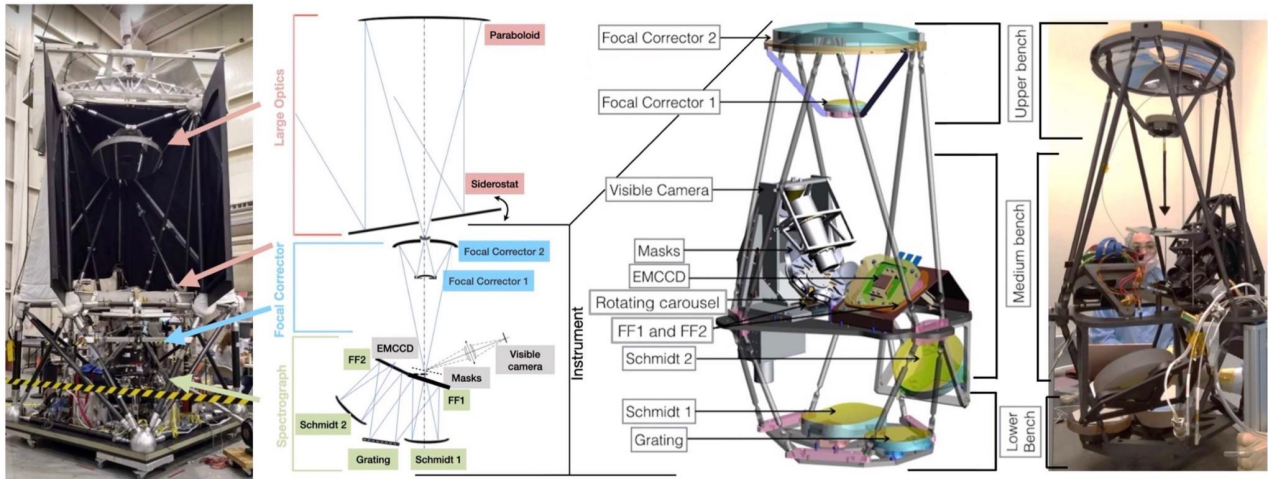 Large Optics
Focal Corrector
Spectrograph
Paraboloid
Siderostat
Focal Corrector 2
Focal Corrector 1
EMCCD
FF2
Visible
camera
Masks
FF1
Schmidt 2
Grating
Schmidt 1
Instrument
Focal Corrector 2
Focal Corrector 1
Visible Camera
Masks
EMCCD
Rotating carousel
FF1 and FF2
Schmidt 2
Schmidt 1
Grating
Upper bench
Medium bench
Lower
Bench